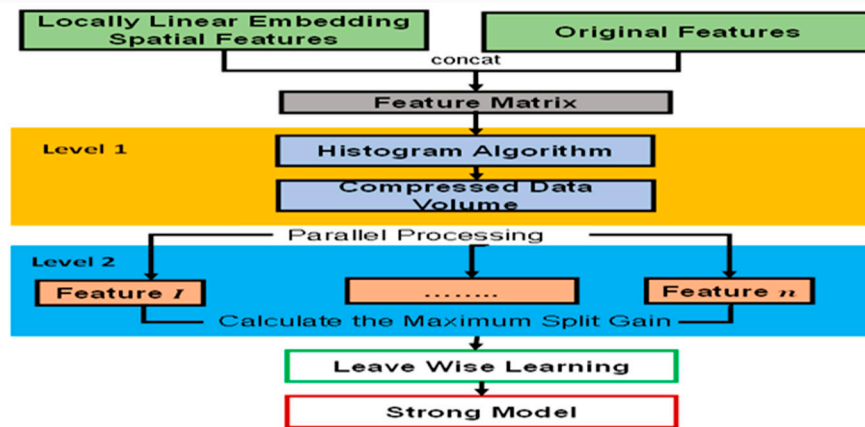 Locally Linear Embedding
Spatial Features
Original Features
concat
Feature Matrix
Level 1
Histogram Algorithm
Compressed Data
Volume
Parallel Processing
Level 2
Feature I
........
Feature n
Calculate the Maximum Split Gain
Leave Wise Learning
Strong Model